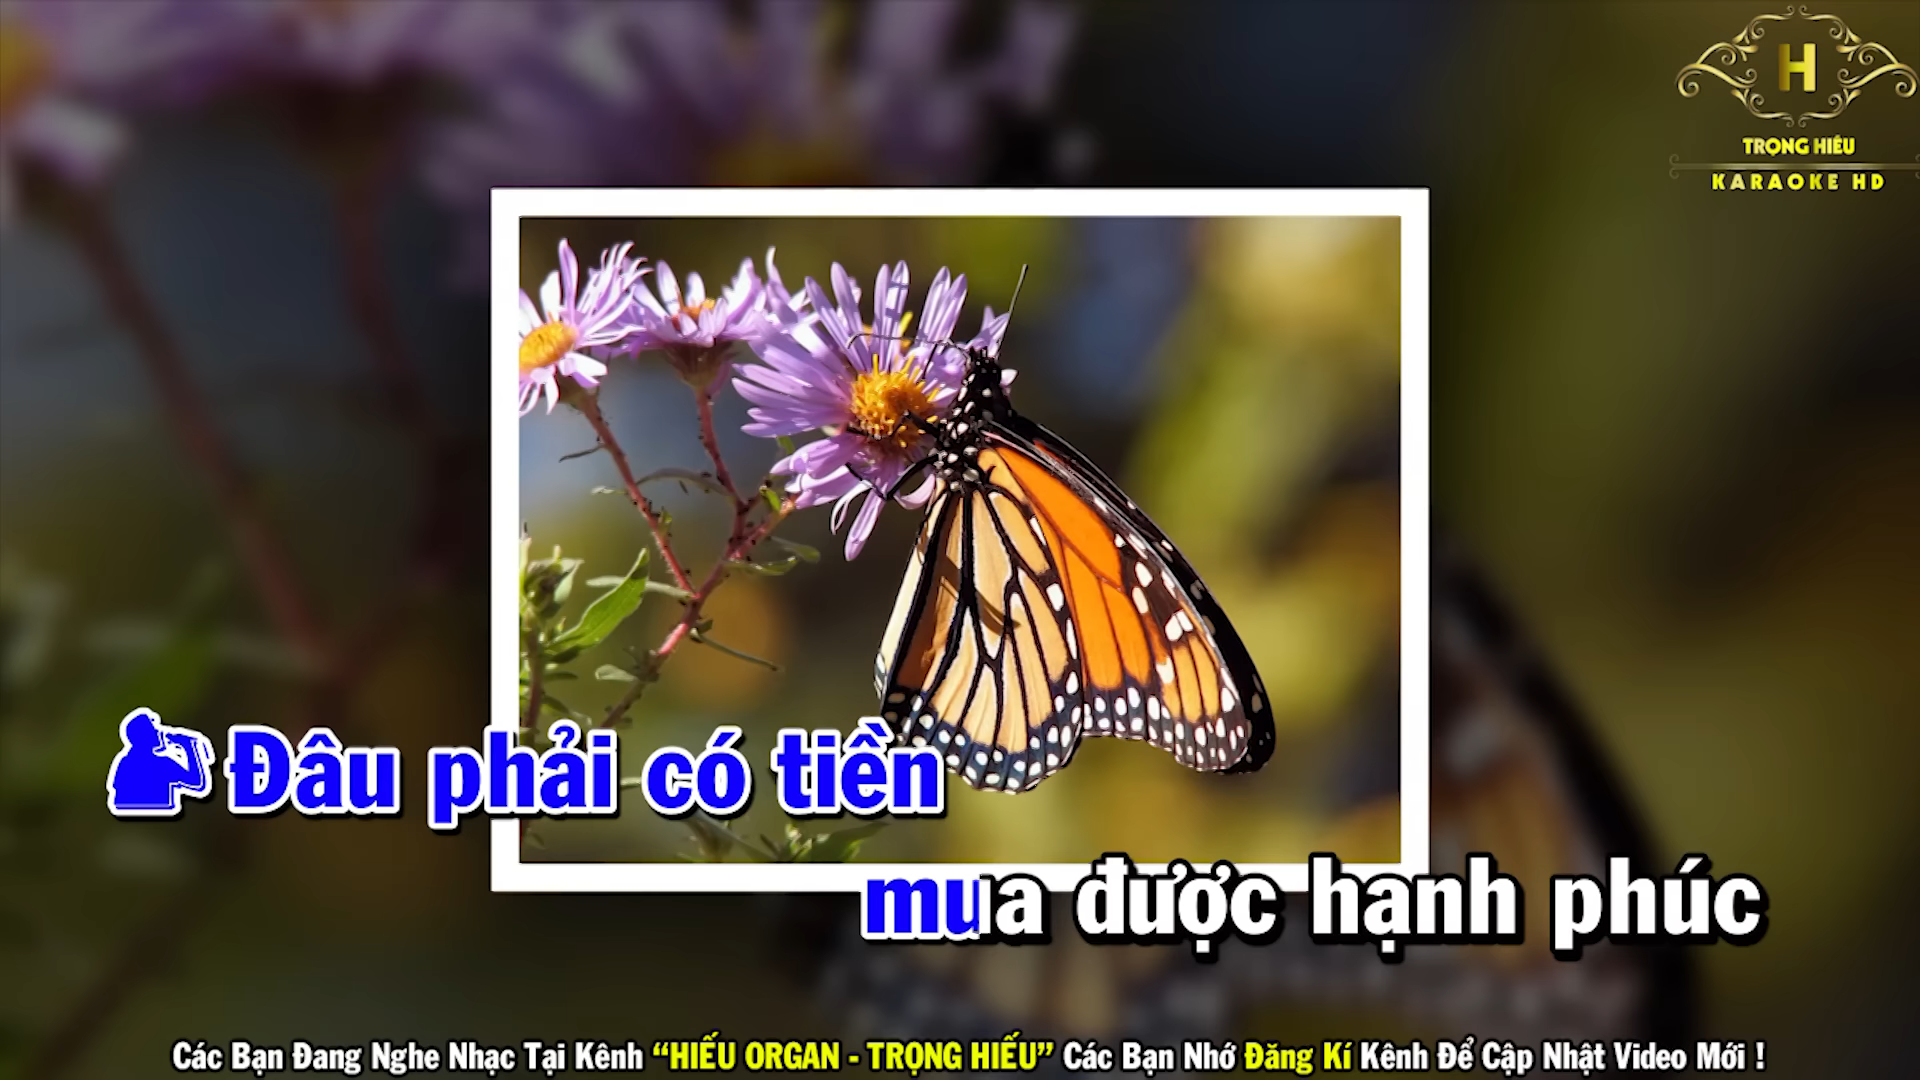 H
TRỌNG HIẾU
KARAOKE HD
Đâu phải có tiền
mua được hạnh phúc
Các Bạn Đang Nghe Nhạc Tại Kênh “HIẾU ORGAN - TRỌNG HIẾU” Các Bạn Nhớ Đăng Kí Kênh Để Cập Nhật Video Mới !